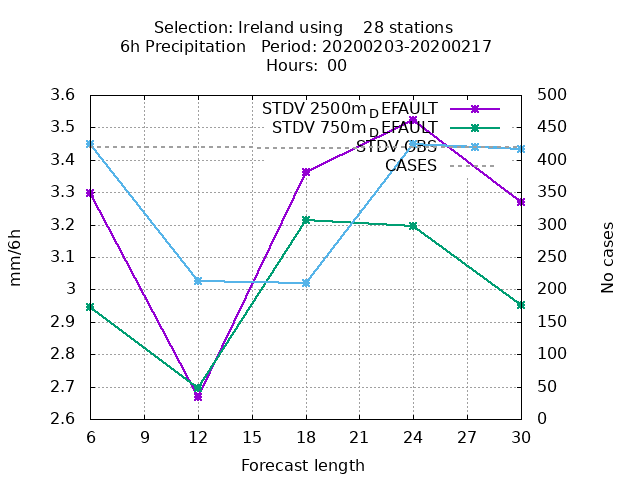 Selection: Ireland using 28 stations
6h Precipitation Period: 20200203-20200217
Hours: 00
STDV 2500m_DEFAULT
STDV 750m_DEFAULT
STDV OBS
CASES
3.6
3.5
3.4
3.3
3.2
3.1
3
2.9
2.8
2.7
2.6
500
450
400
350
300
250
200
150
100
50
0
mm/6h
No cases
6 9 12 15 18 21 24 27 30
Forecast length